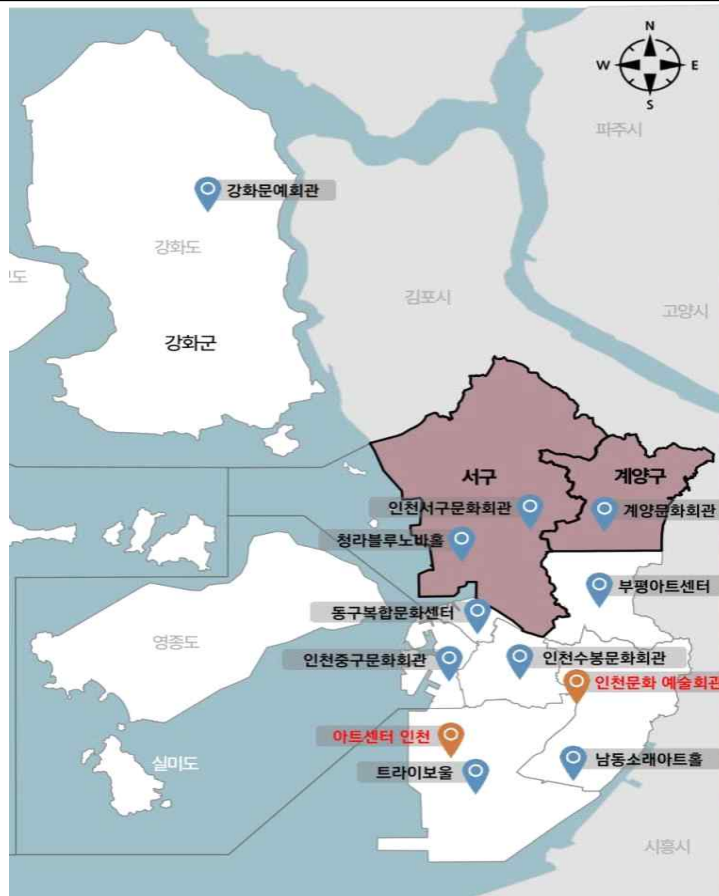 N
W
E
S
파주시
강화문예회관
강화도
도
김포시
고양시
강화군
서구
계양구
인천서구문화회관
계양문화회관
청라블루노바홀
부평아트센터
동구복합문화센터
영종도
인천중구문화회관
인천수봉문화회관
인천문화 예술회관
아트센터 인천
실미도
트라이보울
남동소래아트홀
시흥시